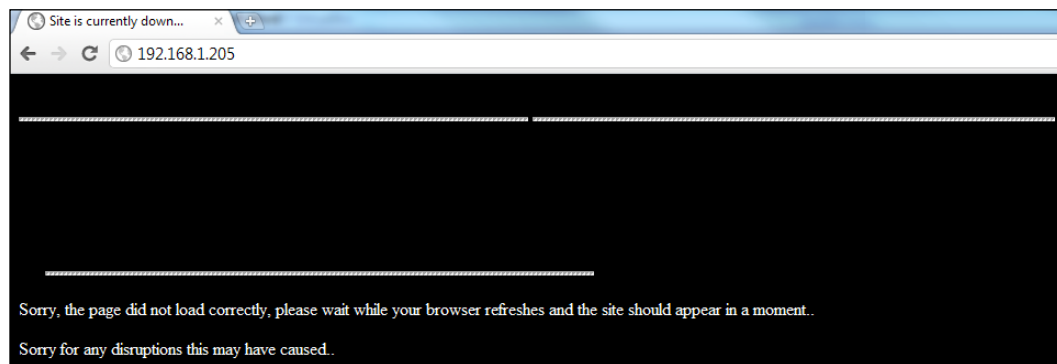 Site is currently down...
192.168.1.205
Sorry, the page did not load correctly, please wait while your browser refreshes and the site should appear in a moment..
Sorry for any disruptions this may have caused..